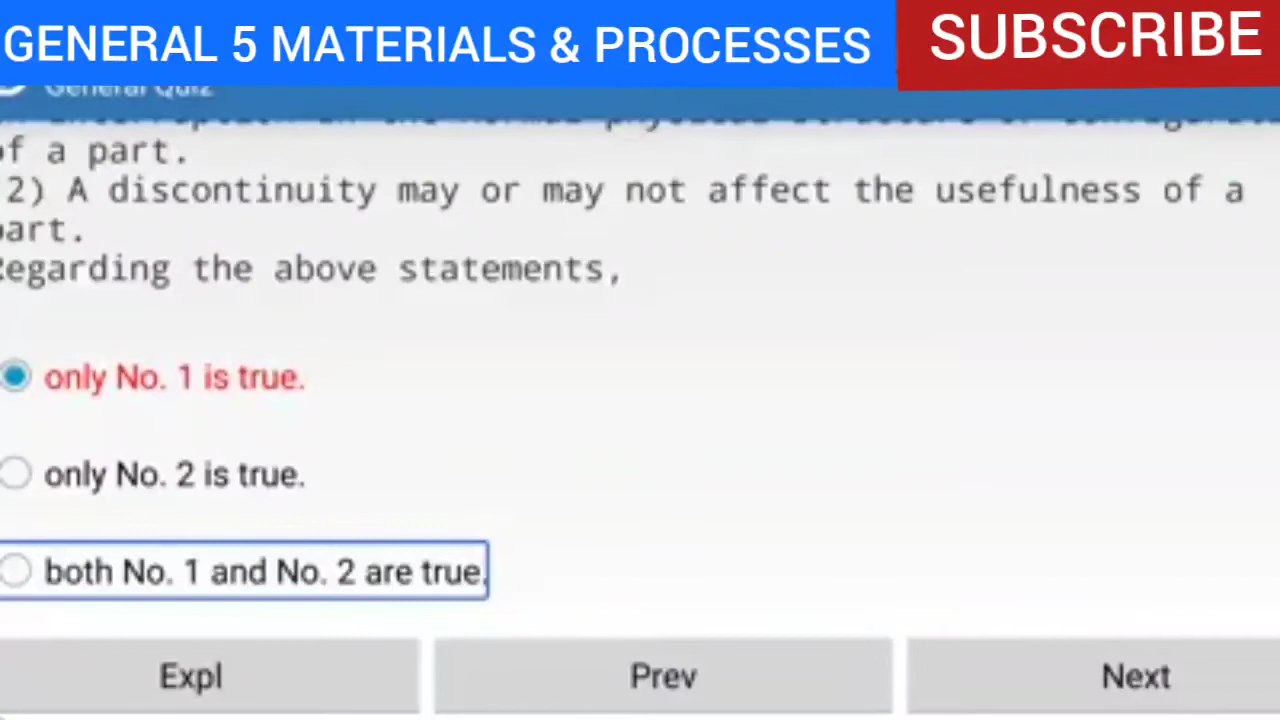 GENERAL 5 MATERIALS & PROCESSES
SUBSCRIBE
General Quiz
of a part.
2) A discontinuity may or may not affect the usefulness of a
part.
Regarding the above statements,
only No. 1 is true.
only No. 2 is true.
both No. 1 and No. 2 are true.
Expl
Prev
Next